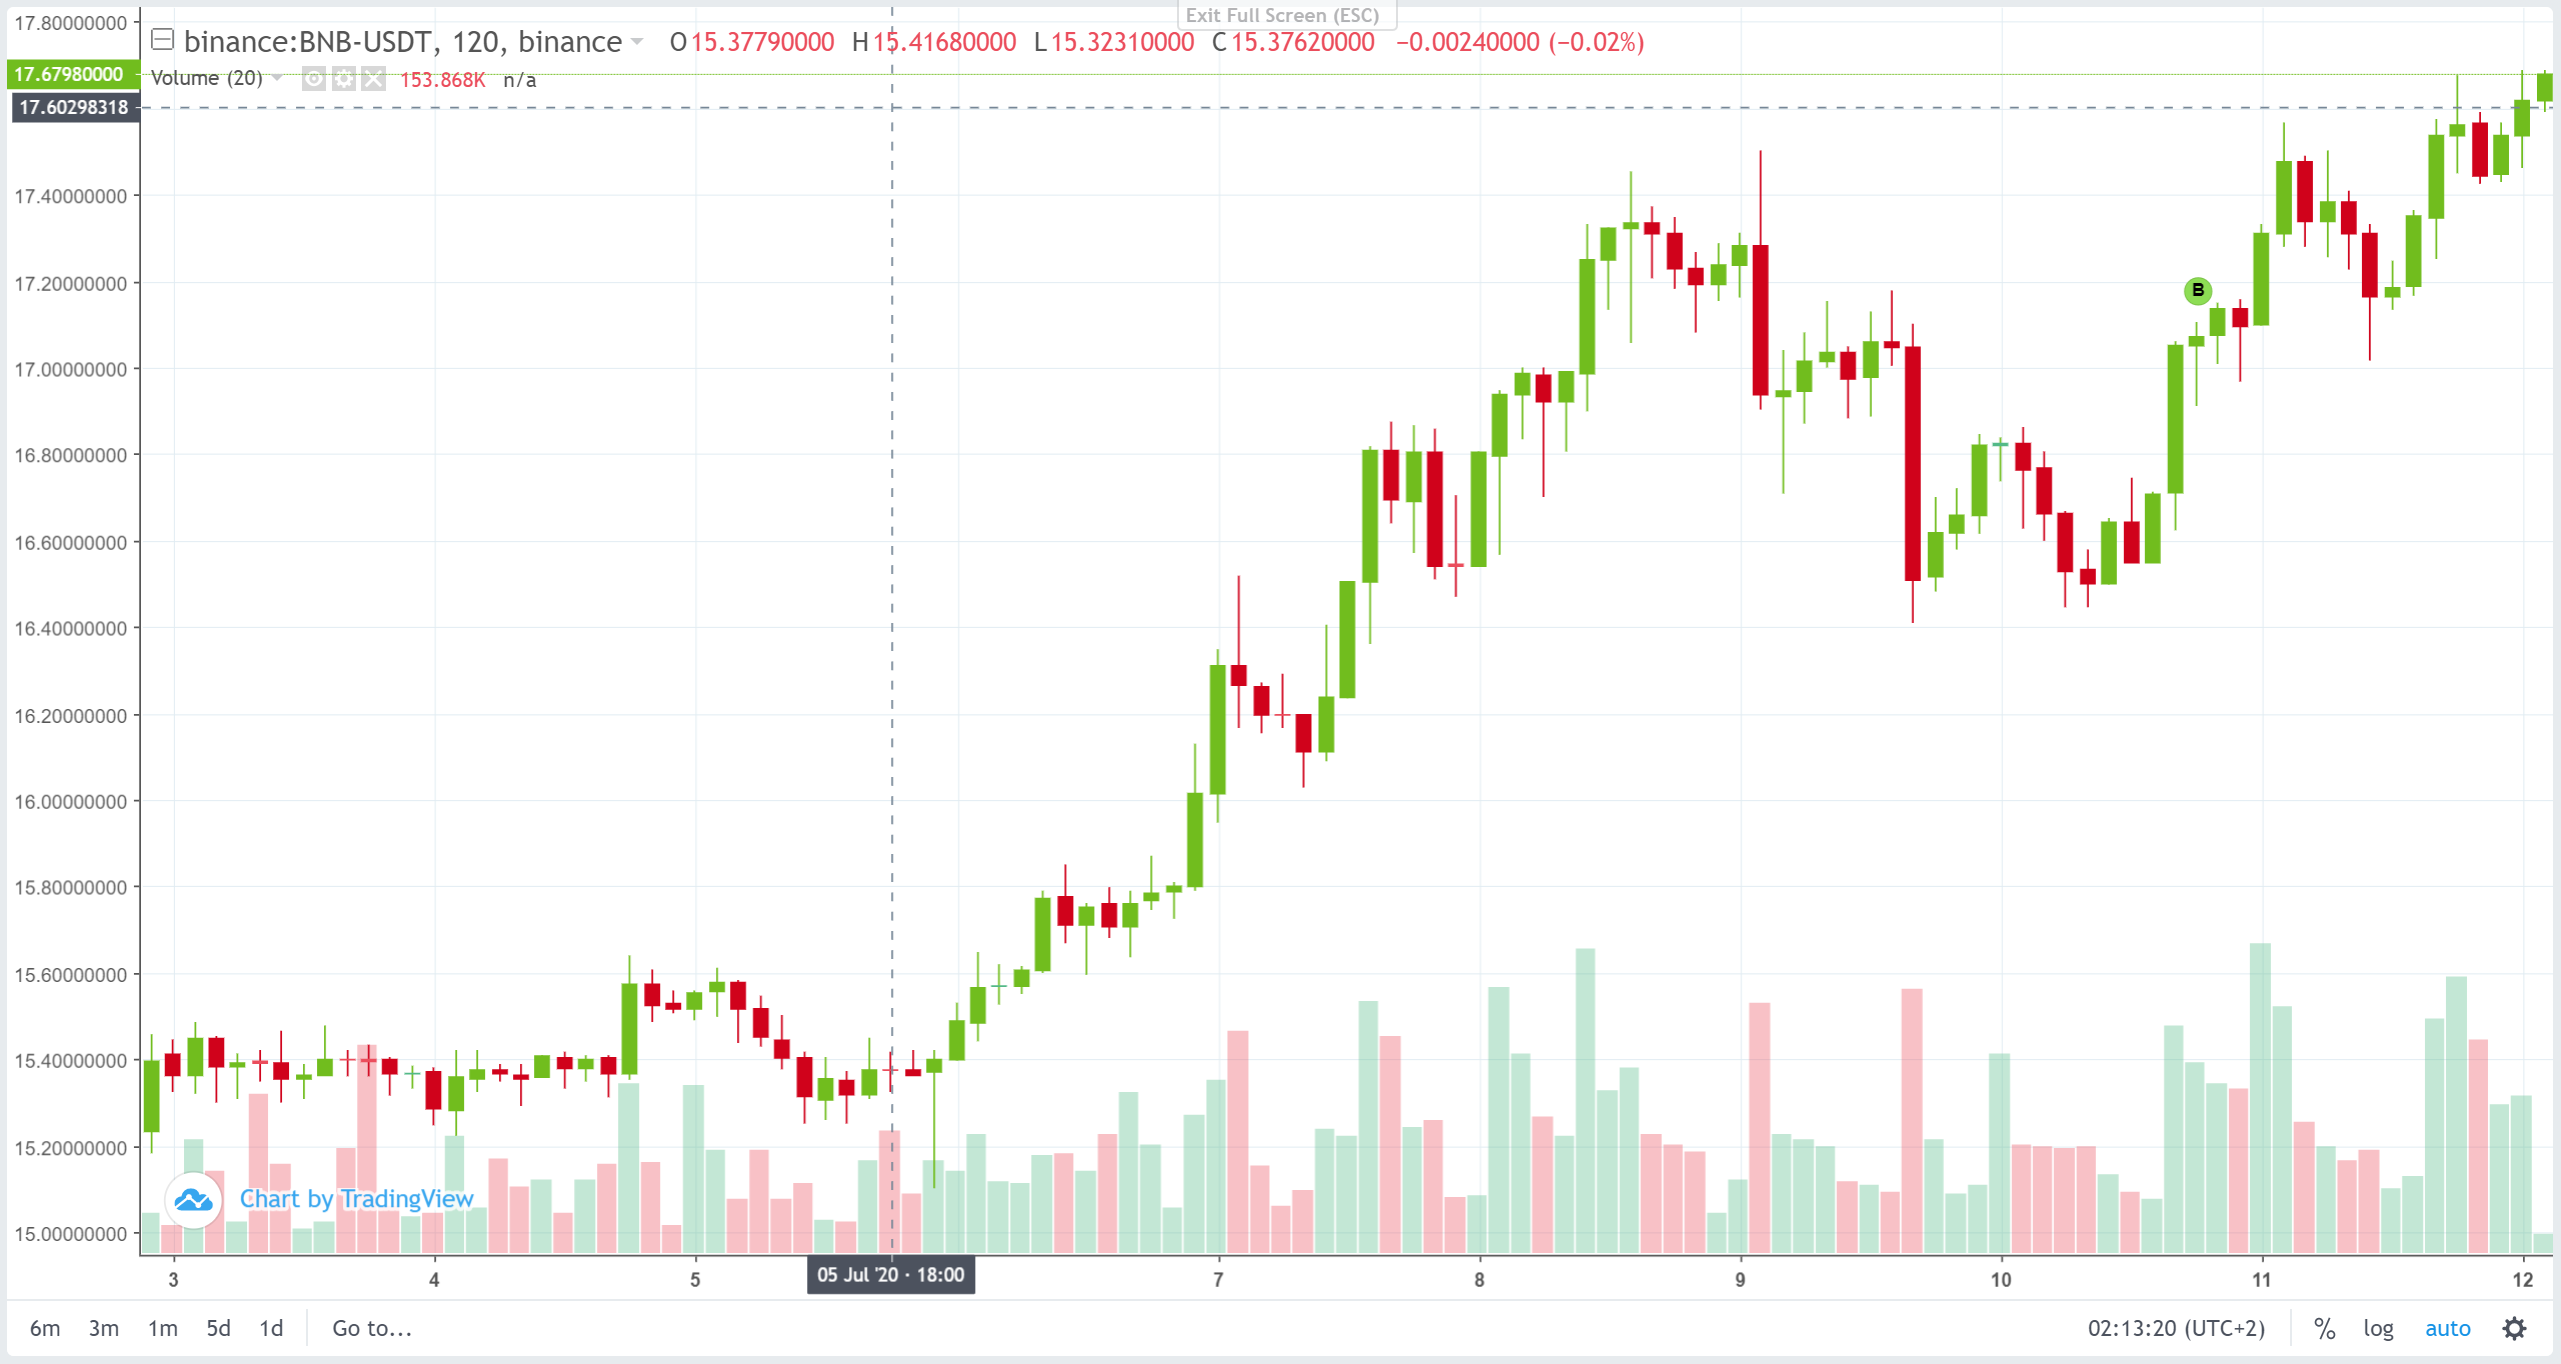 Exit Full Screen (ESC)
binance:BNB-USDT, 120, binance O15.37790000 H15.41680000 L15.32310000 C15.37620000 −0.00240000 (−0.02%)
Volume (20) 153.868K n/a
17.80000000
17.67980000
17.60298318
17.40000000
17.20000000
17.00000000
16.80000000
16.60000000
16.40000000
16.20000000
16.00000000
15.80000000
15.60000000
15.40000000
15.20000000
15.00000000
B
Chart by TradingView
3 4 5 05 Jul '20 · 18:00 7 8 9 10 11 12
6m 3m 1m 5d 1d Go to... 02:13:20 (UTC+2) % log auto